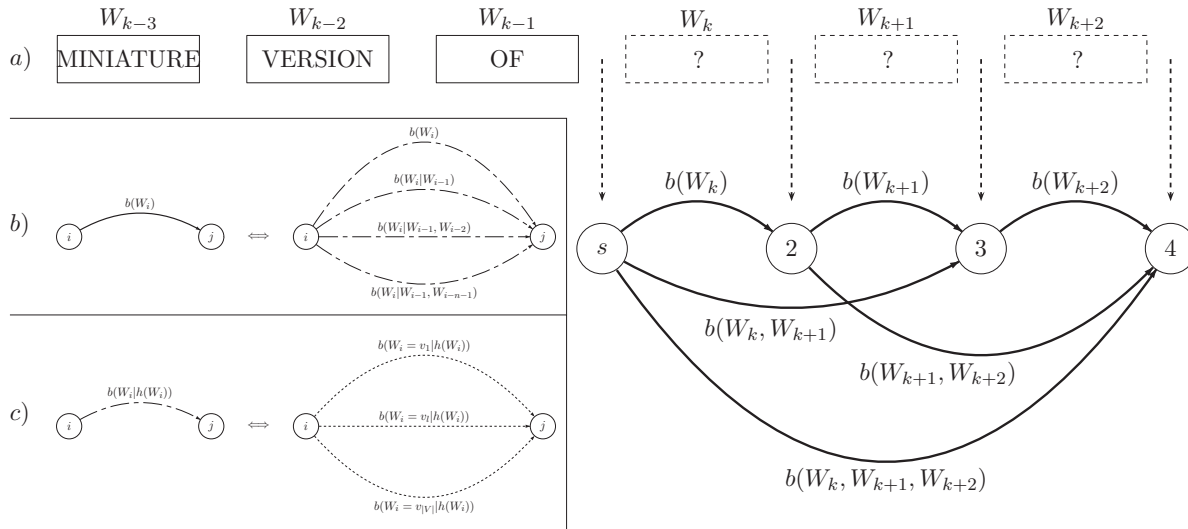 W_{k−3} W_{k−2} W_{k−1} W_k W_{k+1} W_{k+2}
a) MINIATURE VERSION OF ? ? ?
b)
b(W_i)
i j ⇔ i j
b(W_i)
b(W_i|W_{i−1})
b(W_i|W_{i−1}, W_{i−2})
b(W_i|W_{i−1}, W_{i−n−1})
c)
b(W_i|h(W_i))
i j ⇔ i j
b(W_i = v_1|h(W_i))
b(W_i = v_l|h(W_i))
b(W_i = v_{|V|}|h(W_i))
b(W_k) b(W_{k+1}) b(W_{k+2})
s 2 3 4
b(W_k, W_{k+1})
b(W_{k+1}, W_{k+2})
b(W_k, W_{k+1}, W_{k+2})